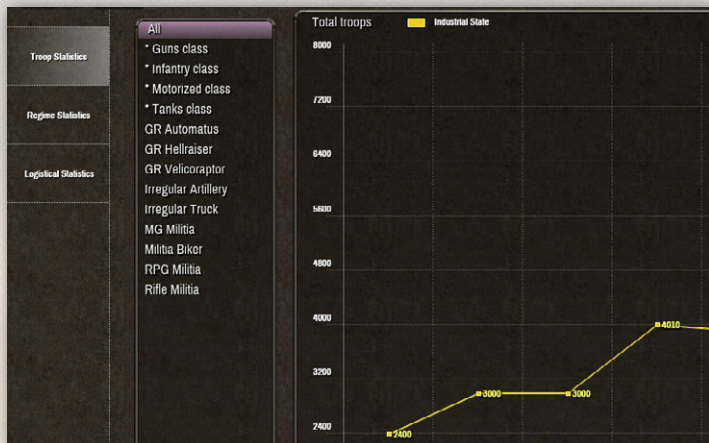 Troop Statistics
Regime Statistics
Logistical Statistics
All
* Guns class
* Infantry class
* Motorized class
* Tanks class
GR Automatus
GR Hellraiser
GR Velicoraptor
Irregular Artillery
Irregular Truck
MG Militia
Militia Biker
RPG Militia
Rifle Militia
Total troops Industrial State
8000
7200
6400
5600
4800
4000
3200
2400
2400
3000
3000
4010